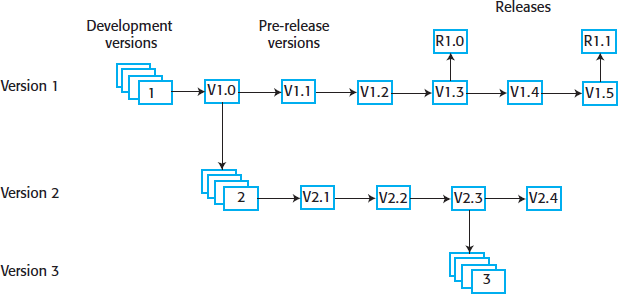 Releases
Development
versions
Pre-release
versions
R1.0
R1.1
Version 1
1
V1.0
V1.1
V1.2
V1.3
V1.4
V1.5
Version 2
2
V2.1
V2.2
V2.3
V2.4
Version 3
3